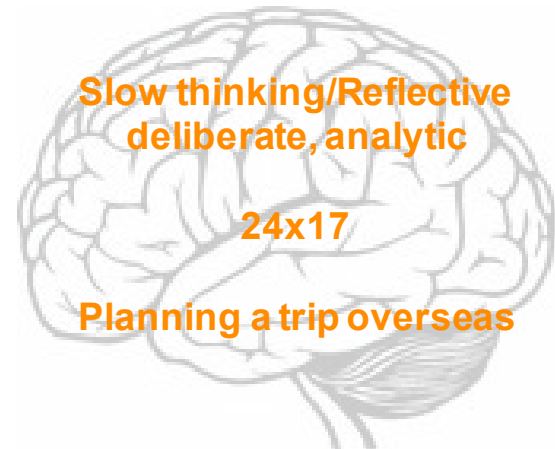 Slow thinking/Reflective
deliberate, analytic
24x17
Planning a trip overseas